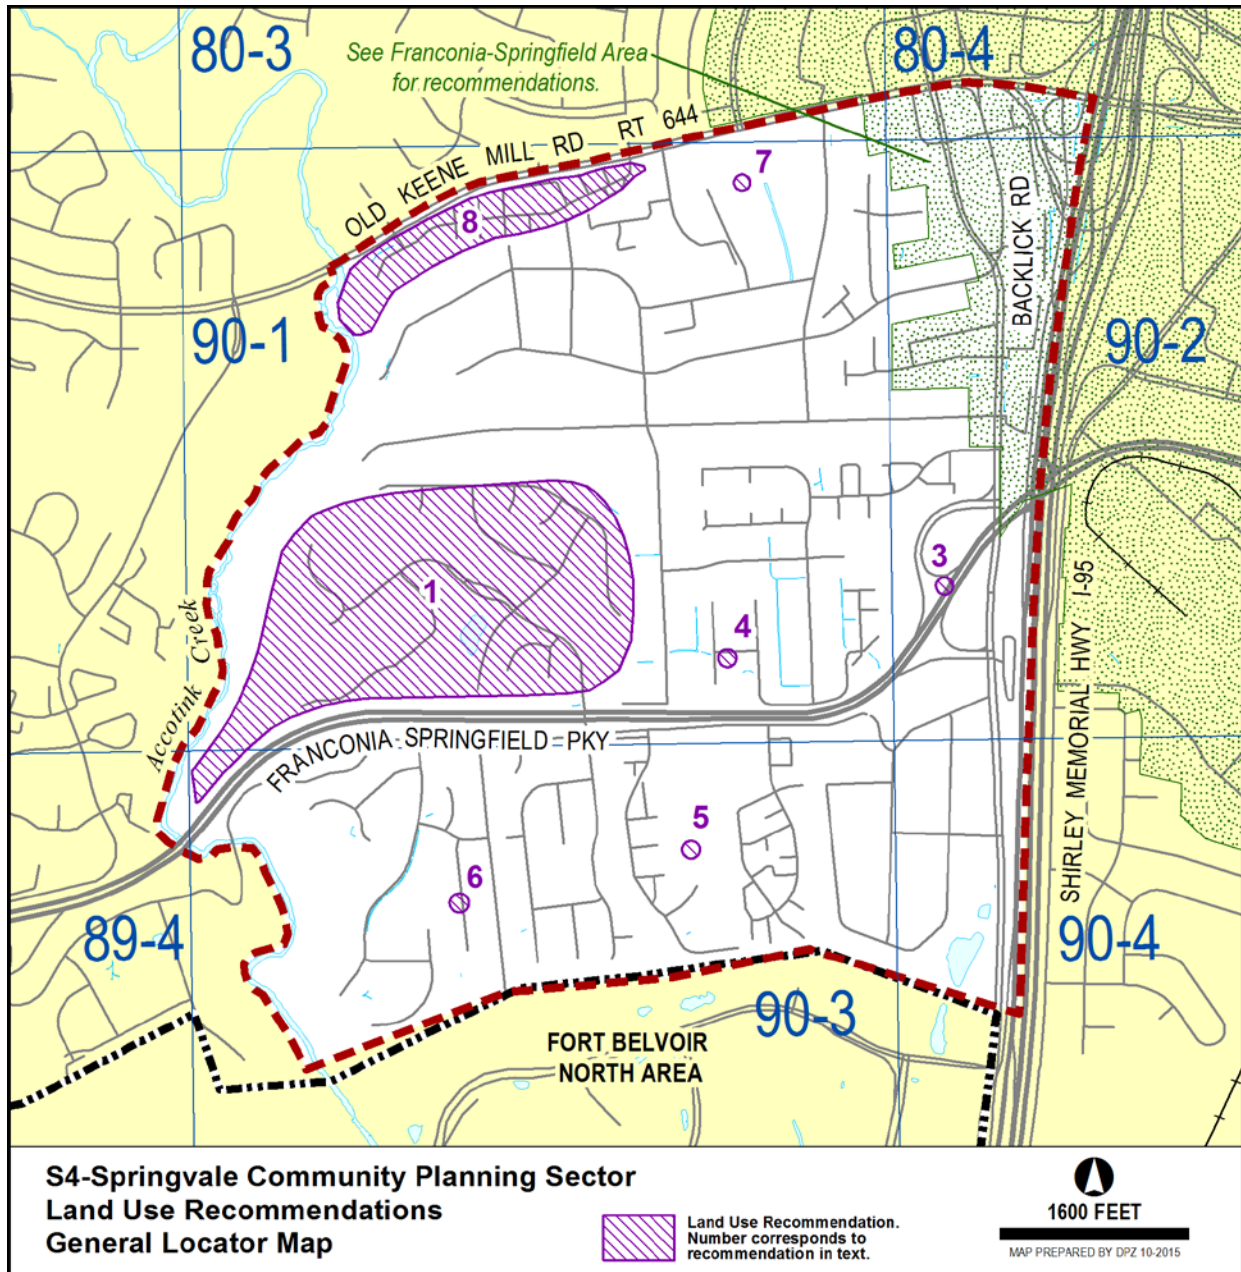 80-3
80-4
See Franconia-Springfield Area
for recommendations.
OLD KEENE MILL RD RT 644
7
8
BACKLICK RD
90-1
90-2
3
1
4
SHIRLEY MEMORIAL HWY I-95
Accotink Creek
FRANCONIA-SPRINGFIELD PKY
5
6
89-4
90-4
90-3
FORT BELVOIR
NORTH AREA
S4-Springvale Community Planning Sector
Land Use Recommendations
General Locator Map
Land Use Recommendation.
Number corresponds to
recommendation in text.
1600 FEET
MAP PREPARED BY DPZ 10-2015